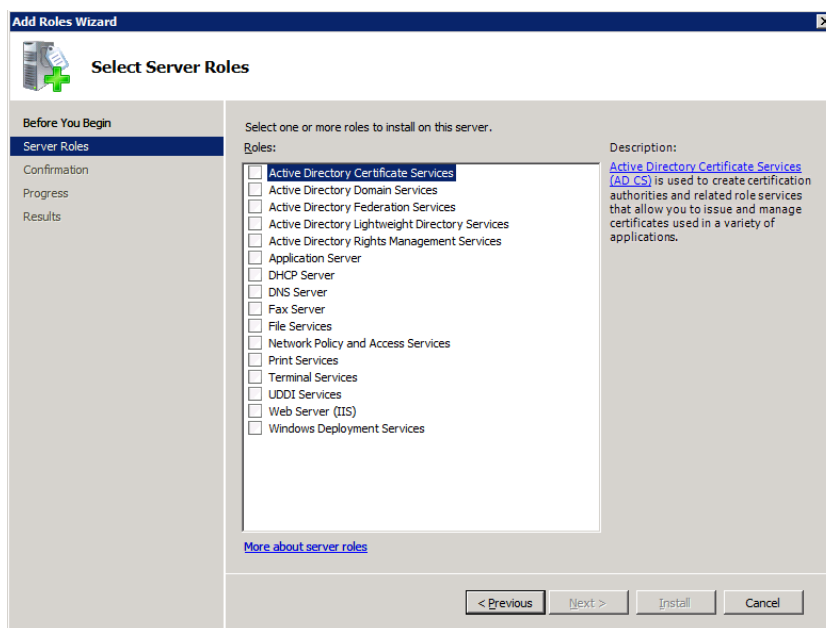 Add Roles Wizard
Select Server Roles
Before You Begin
Server Roles
Confirmation
Progress
Results
Select one or more roles to install on this server.
Roles:
Active Directory Certificate Services
Active Directory Domain Services
Active Directory Federation Services
Active Directory Lightweight Directory Services
Active Directory Rights Management Services
Application Server
DHCP Server
DNS Server
Fax Server
File Services
Network Policy and Access Services
Print Services
Terminal Services
UDDI Services
Web Server (IIS)
Windows Deployment Services
More about server roles
Description:
Active Directory Certificate Services
(AD CS) is used to create certification
authorities and related role services
that allow you to issue and manage
certificates used in a variety of
applications.
< Previous
Next >
Install
Cancel